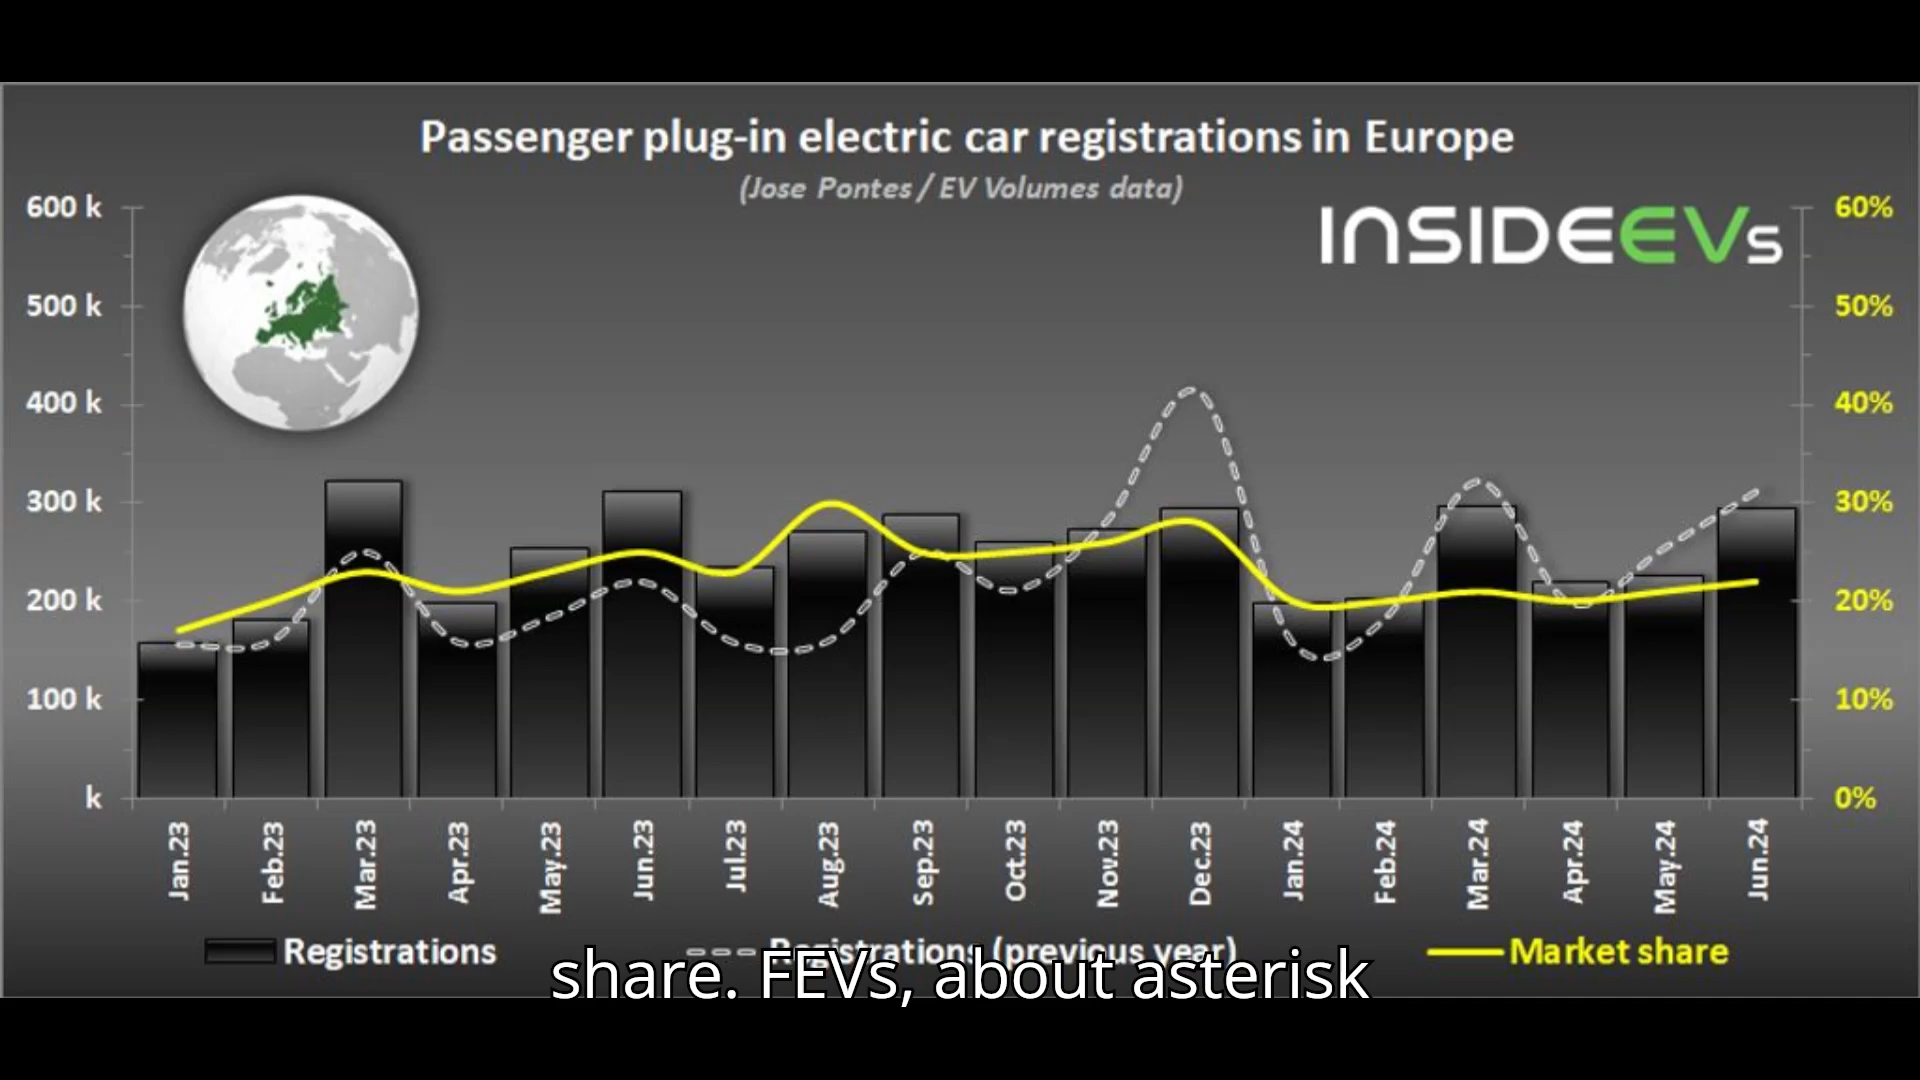 Passenger plug-in electric car registrations in Europe
(Jose Pontes / EV Volumes data)
INSIDEEVs
600 k
500 k
400 k
300 k
200 k
100 k
k
60%
50%
40%
30%
20%
10%
0%
Jan.23
Feb.23
Mar.23
Apr.23
May.23
Jun.23
Jul.23
Aug.23
Sep.23
Oct.23
Nov.23
Dec.23
Jan.24
Feb.24
Mar.24
Apr.24
May.24
Jun.24
Registrations
Registrations (previous year)
Market share
share. FEVs, about asterisk